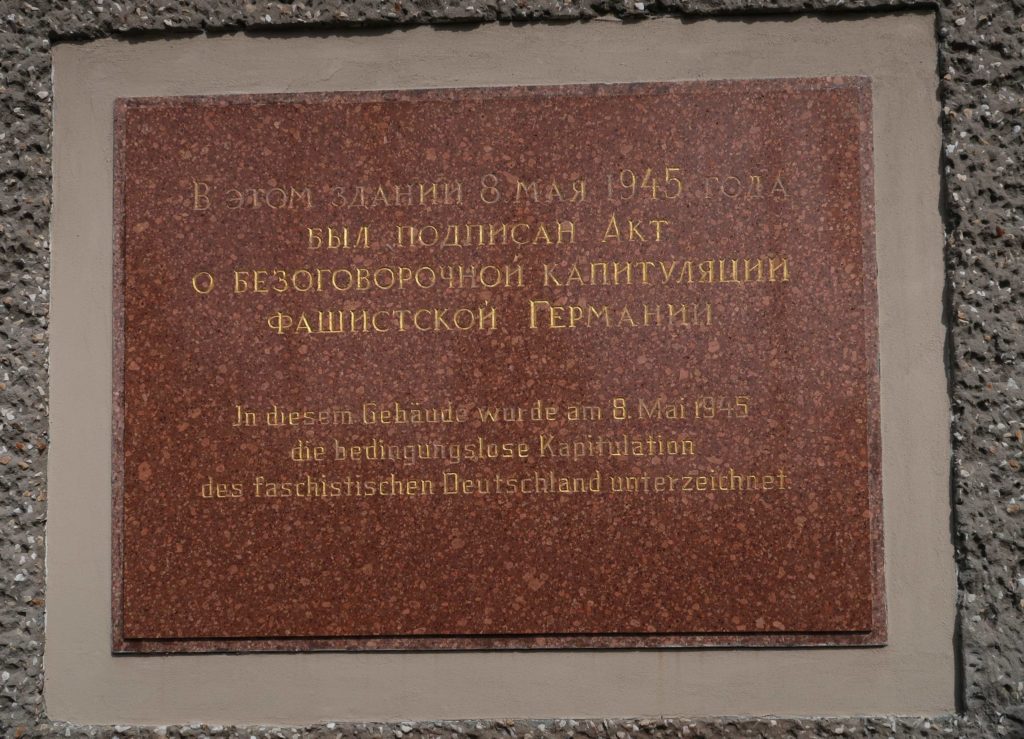 В ЭТОМ ЗДАНИИ 8 МАЯ 1945 ГОДА
БЫЛ ПОДПИСАН АКТ
О БЕЗОГОВОРОЧНОЙ КАПИТУЛЯЦИИ
ФАШИСТСКОЙ ГЕРМАНИИ
In diesem Gebäude wurde am 8. Mai 1945
die bedingungslose Kapitulation
des faschistischen Deutschland unterzeichnet.